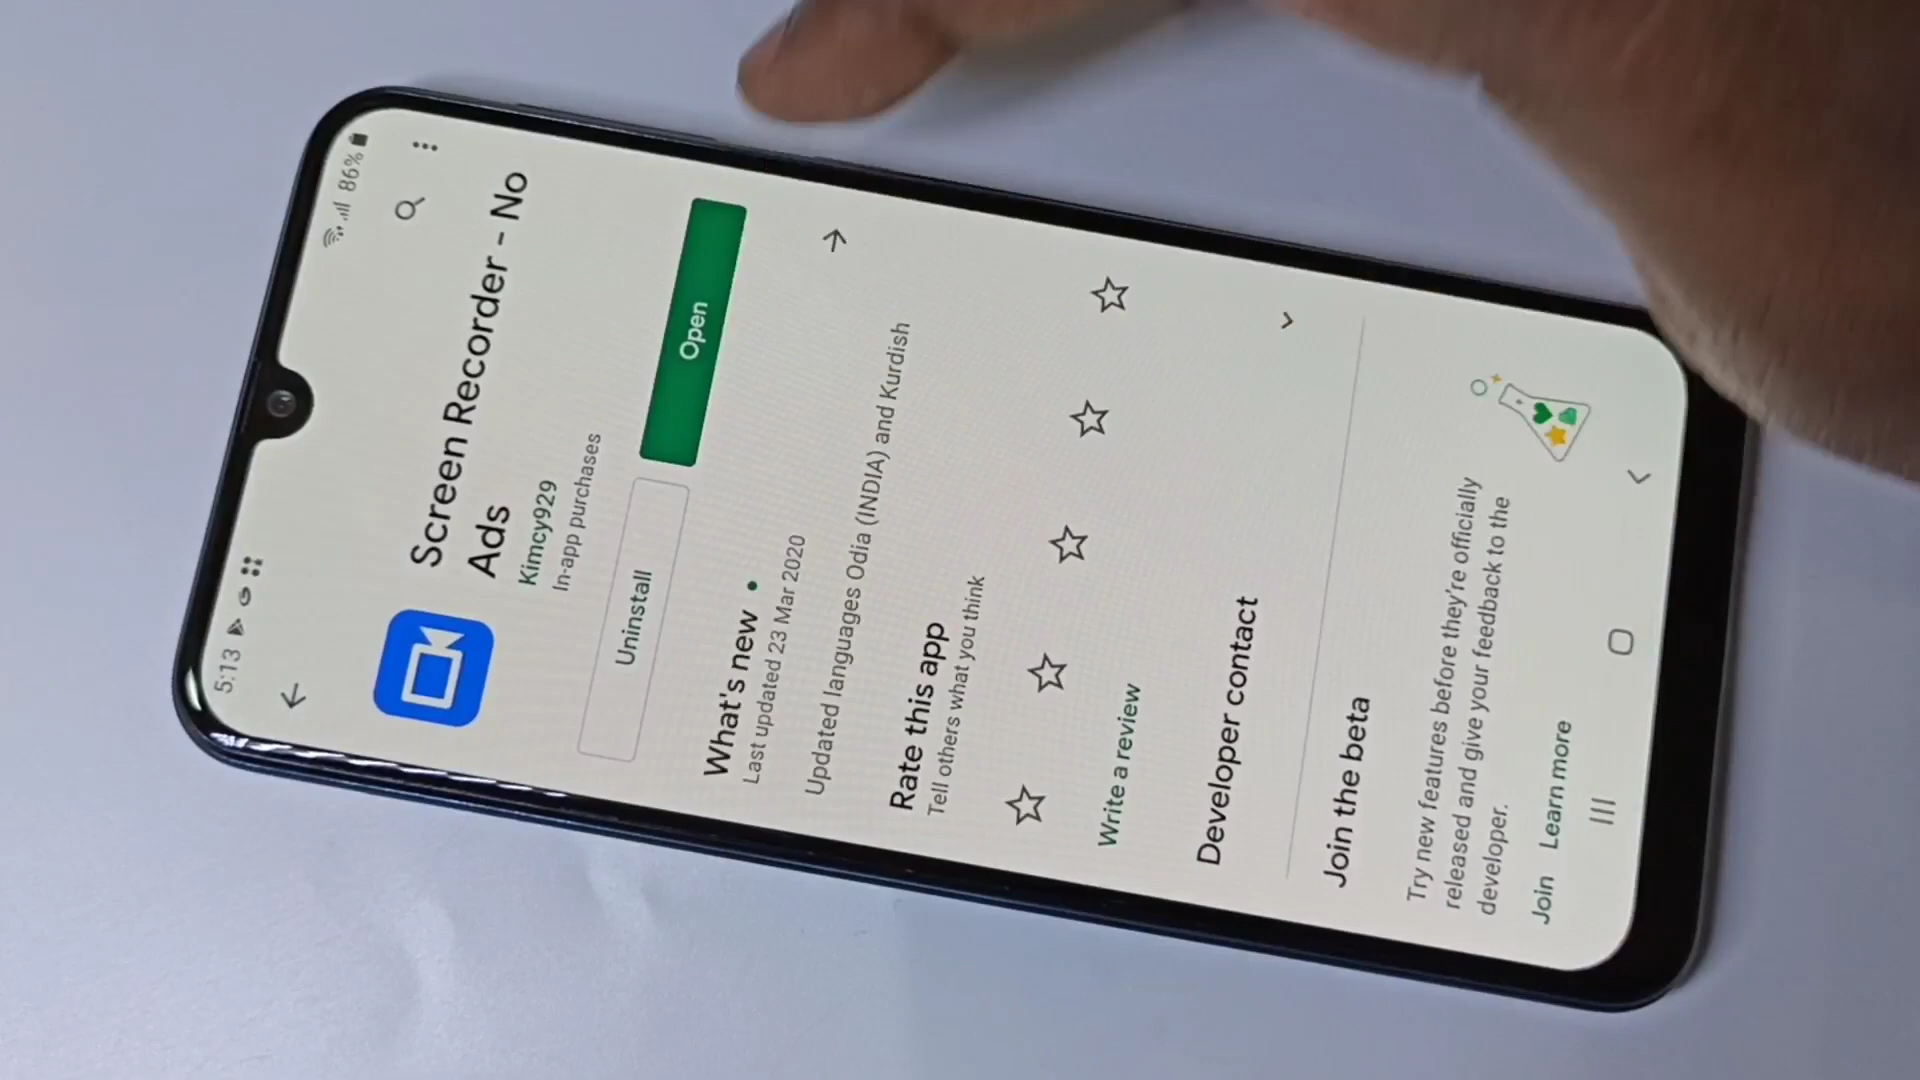 5:13
86%
Screen Recorder - No
Ads
Kimcy929
In-app purchases
Uninstall
Open
What's new
Last updated 23 Mar 2020
Updated languages Odia (INDIA) and Kurdish
Rate this app
Tell others what you think
Write a review
Developer contact
Join the beta
Try new features before they're officially
released and give your feedback to the
developer.
Join Learn more